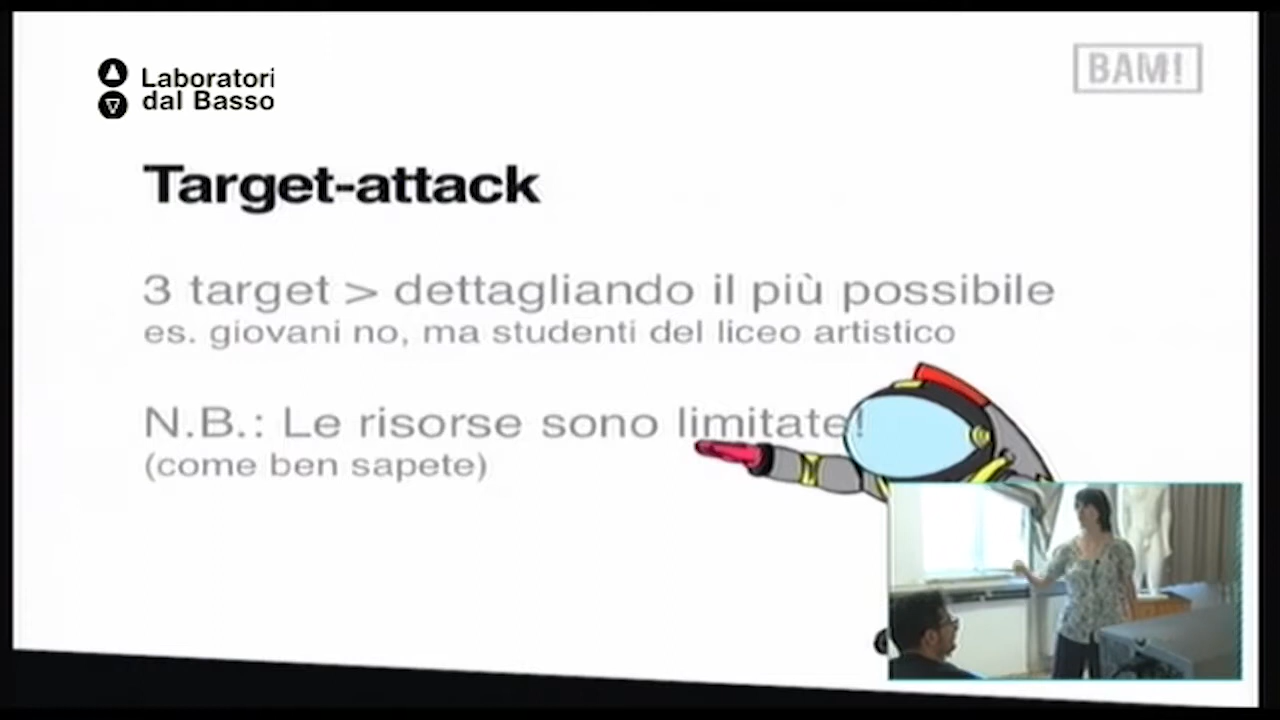 Laboratori
dal Basso
BAM!
Target-attack
3 target > dettagliando il più possibile
es. giovani no, ma studenti del liceo artistico
N.B.: Le risorse sono limitate!
(come ben sapete)